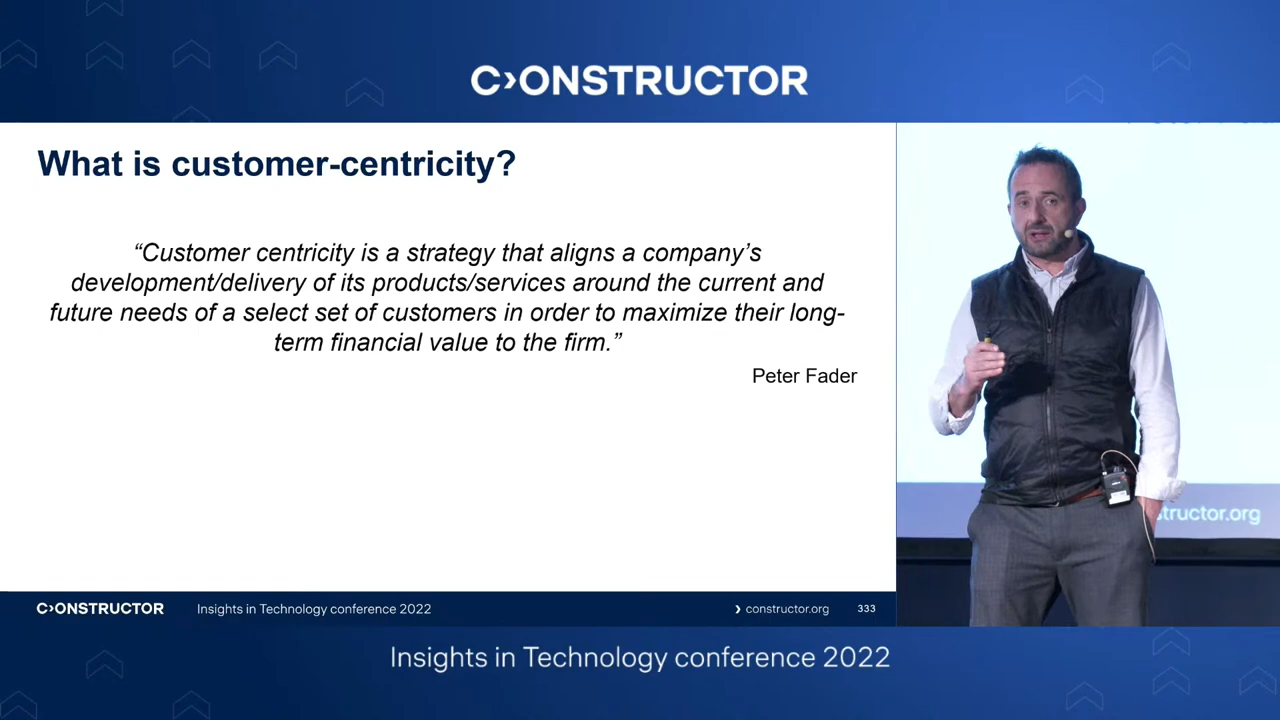 C›ONSTRUCTOR
What is customer-centricity?
“Customer centricity is a strategy that aligns a company’s
development/delivery of its products/services around the current and
future needs of a select set of customers in order to maximize their long-
term financial value to the firm.”
Peter Fader
C›ONSTRUCTOR
Insights in Technology conference 2022
› constructor.org
333
structor.org
Insights in Technology conference 2022